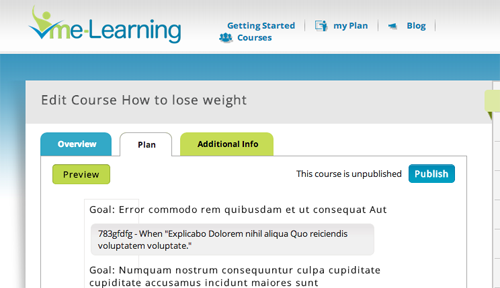 me-Learning
Getting Started
my Plan
Blog
Courses
Edit Course How to lose weight
Overview
Plan
Additional Info
Preview
This course is unpublished
Publish
Goal: Error commodo rem quibusdam et ut consequat Aut
783gfdfg - When "Explicabo Dolorem nihil aliqua Quo reiciendis
voluptatem voluptate."
Goal: Numquam nostrum consequuntur culpa cupiditate
cupiditate accusamus incidunt maiores sunt